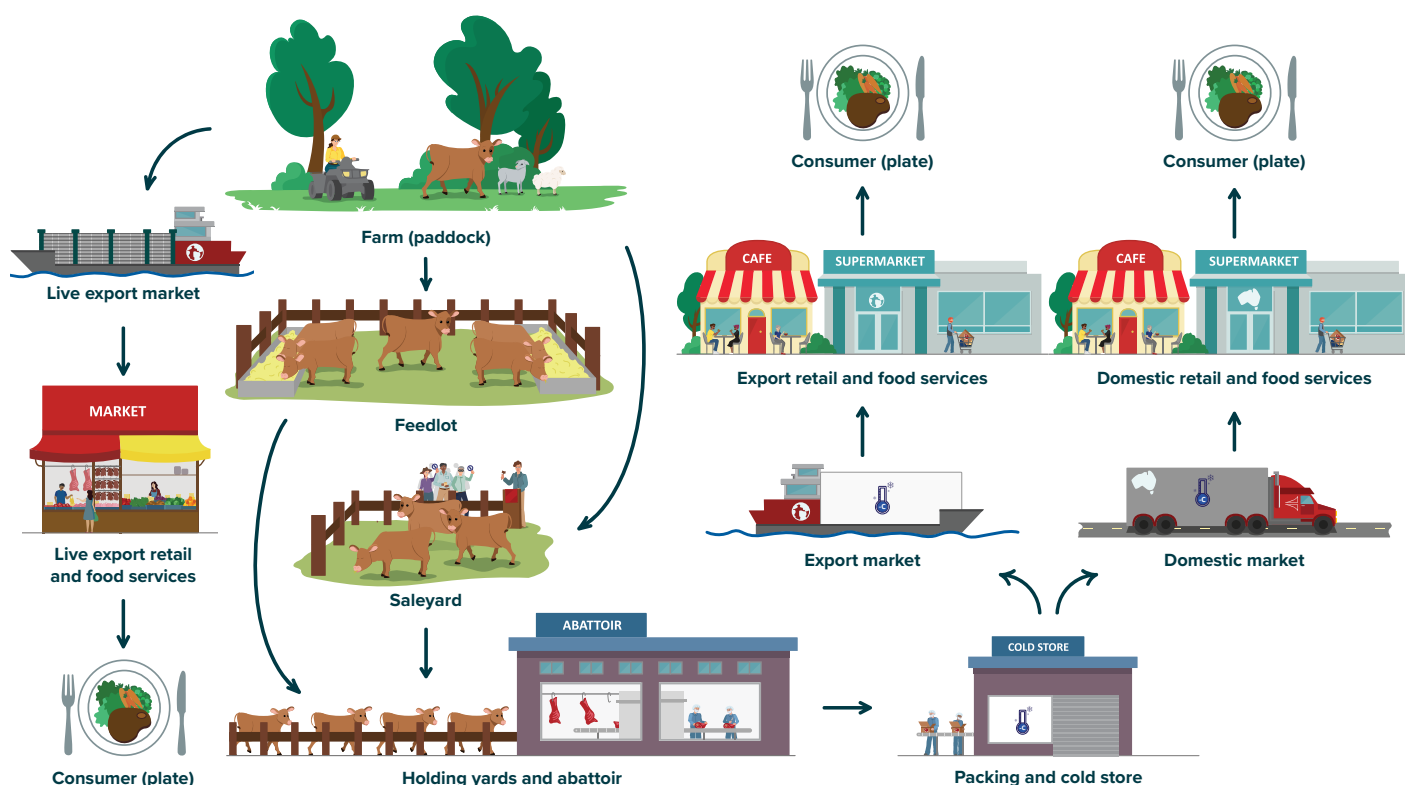 Consumer (plate)
Consumer (plate)
Farm (paddock)
CAFE
SUPERMARKET
CAFE
SUPERMARKET
Live export market
Export retail and food services
Domestic retail and food services
MARKET
Feedlot
Live export retail
and food services
Export market
Domestic market
Saleyard
ABATTOIR
COLD STORE
Consumer (plate)
Holding yards and abattoir
Packing and cold store